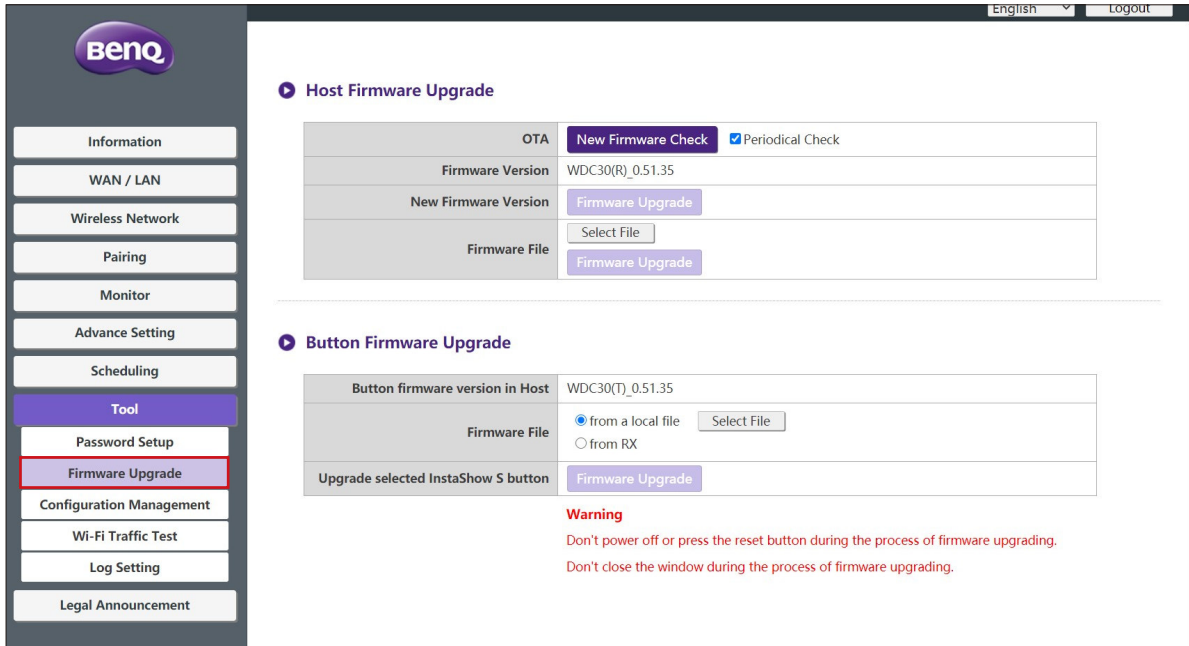 English
Logout
BenQ
Information
WAN / LAN
Wireless Network
Pairing
Monitor
Advance Setting
Scheduling
Tool
Password Setup
Firmware Upgrade
Configuration Management
Wi-Fi Traffic Test
Log Setting
Legal Announcement
Host Firmware Upgrade
OTA New Firmware Check Periodical Check
Firmware Version WDC30(R)_0.51.35
New Firmware Version Firmware Upgrade
Firmware File Select File
Firmware Upgrade
Button Firmware Upgrade
Button firmware version in Host WDC30(T)_0.51.35
Firmware File from a local file Select File
from RX
Upgrade selected InstaShow S button Firmware Upgrade
Warning
Don't power off or press the reset button during the process of firmware upgrading.
Don't close the window during the process of firmware upgrading.